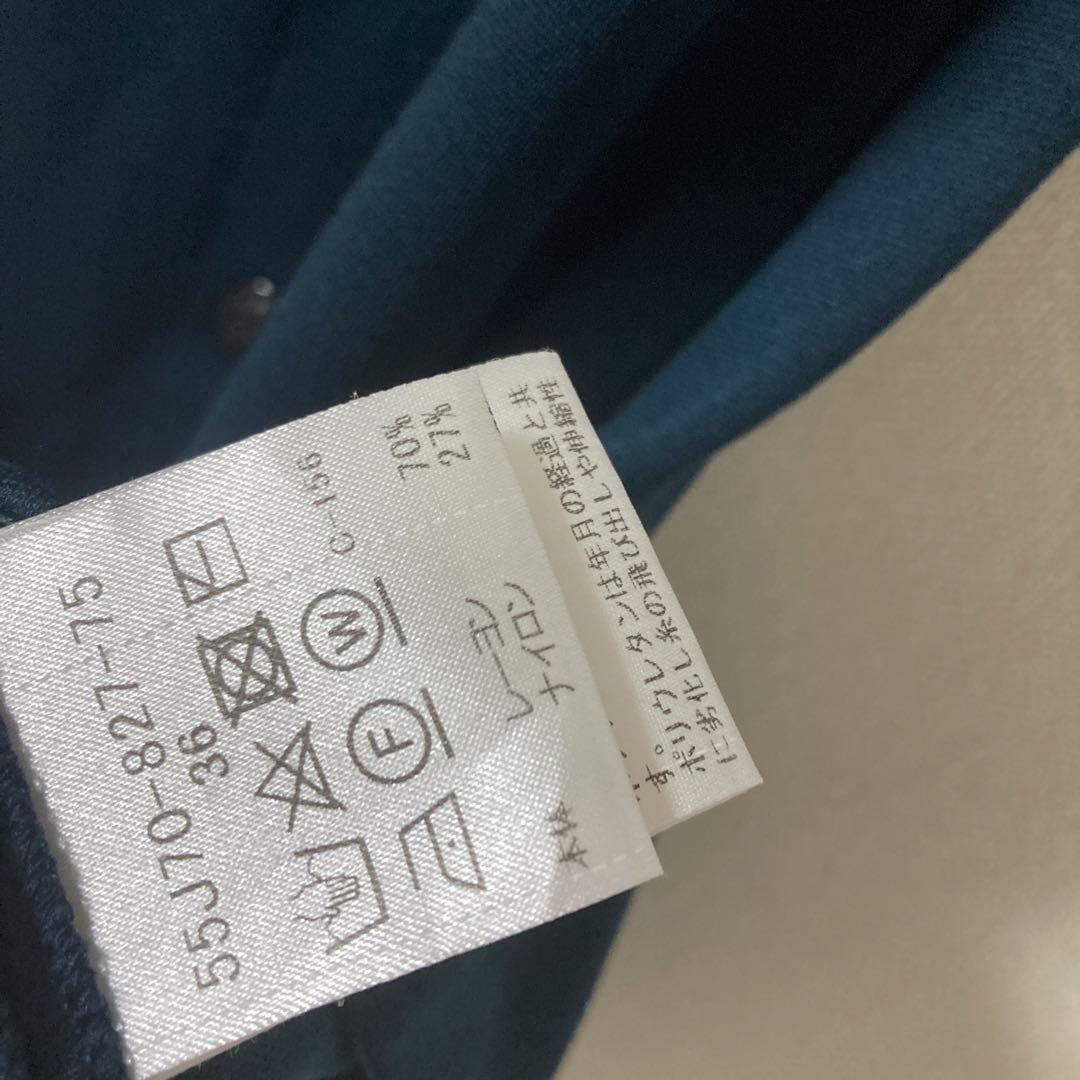 55J70-827-75
36
F W
C-156
本体
レーヨン 70%
ナイロン 27%
す。
ポリウレタンは年月の経過と共
に劣化し糸の飛び出しや伸縮性